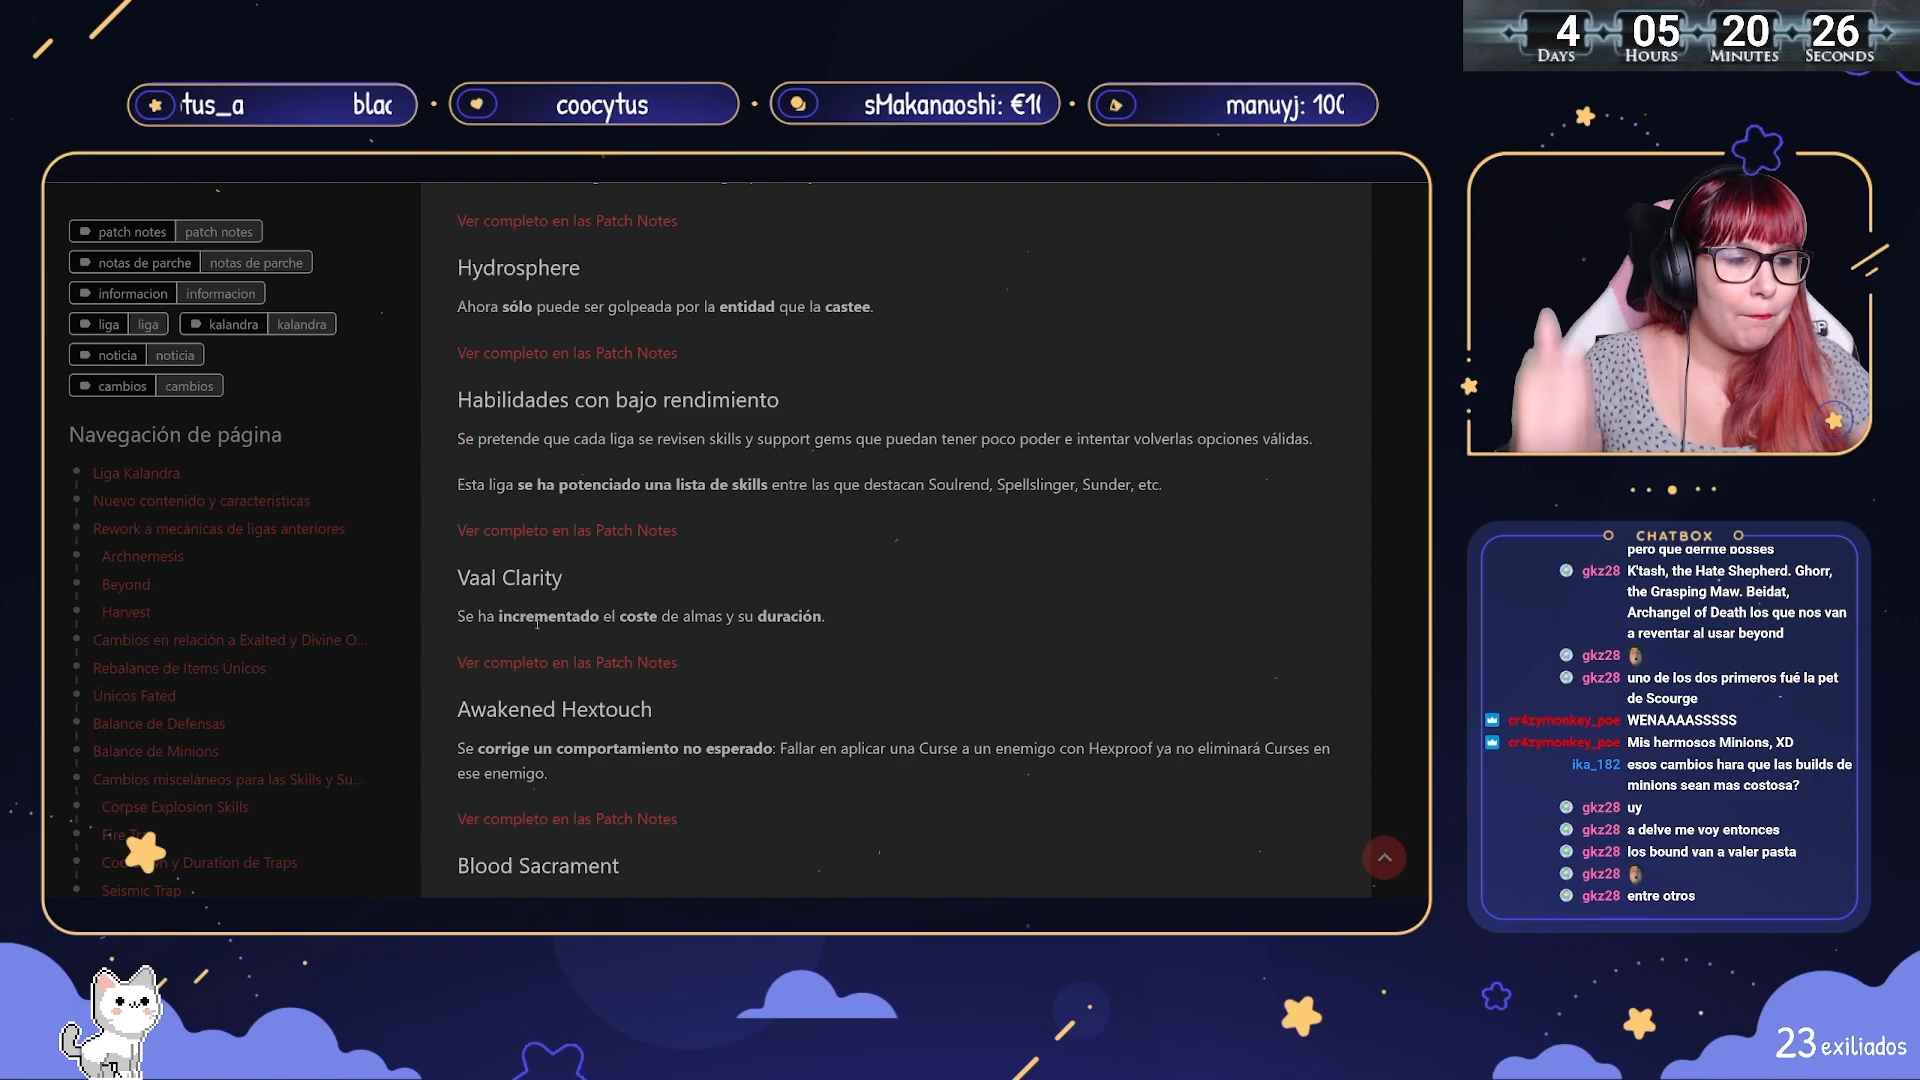 4 05 20 26
DAYS HOURS MINUTES SECONDS
tus_a blac
coocytus
sMakanaoshi: €1(
manuyj: 10(
patch notes patch notes
notas de parche notas de parche
informacion informacion
liga liga kalandra kalandra
noticia noticia
cambios cambios
Navegación de página
Liga Kalandra
Nuevo contenido y características
Rework a mecánicas de ligas anteriores
Archnemesis
Beyond
Harvest
Cambios en relación a Exalted y Divine O...
Rebalance de Items Únicos
Únicos Fated
Balance de Defensas
Balance de Minions
Cambios misceláneos para las Skills y Su...
Corpse Explosion Skills
Fire
y Duration de Traps
Seismic Trap
Ver completo en las Patch Notes
Hydrosphere
Ahora sólo puede ser golpeada por la entidad que la castee.
Ver completo en las Patch Notes
Habilidades con bajo rendimiento
Se pretende que cada liga se revisen skills y support gems que puedan tener poco poder e intentar volverlas opciones válidas.
Esta liga se ha potenciado una lista de skills entre las que destacan Soulrend, Spellslinger, Sunder, etc.
Ver completo en las Patch Notes
Vaal Clarity
Se ha incrementado el coste de almas y su duración.
Ver completo en las Patch Notes
Awakened Hextouch
Se corrige un comportamiento no esperado: Fallar en aplicar una Curse a un enemigo con Hexproof ya no eliminará Curses en
ese enemigo.
Ver completo en las Patch Notes
Blood Sacrament
CHATBOX
pero que derrite bosses
gkz28 K'tash, the Hate Shepherd. Ghorr,
the Grasping Maw. Beidat,
Archangel of Death los que nos van
a reventar al usar beyond
gkz28
gkz28 uno de los dos primeros fué la pet
de Scourge
cr4zymonkey_poe WENAAAASSSSS
cr4zymonkey_poe Mis hermosos Minions, XD
ika_182 esos cambios hara que las builds de
minions sean mas costosa?
gkz28 uy
gkz28 a delve me voy entonces
gkz28 los bound van a valer pasta
gkz28
gkz28 entre otros
23 exiliados